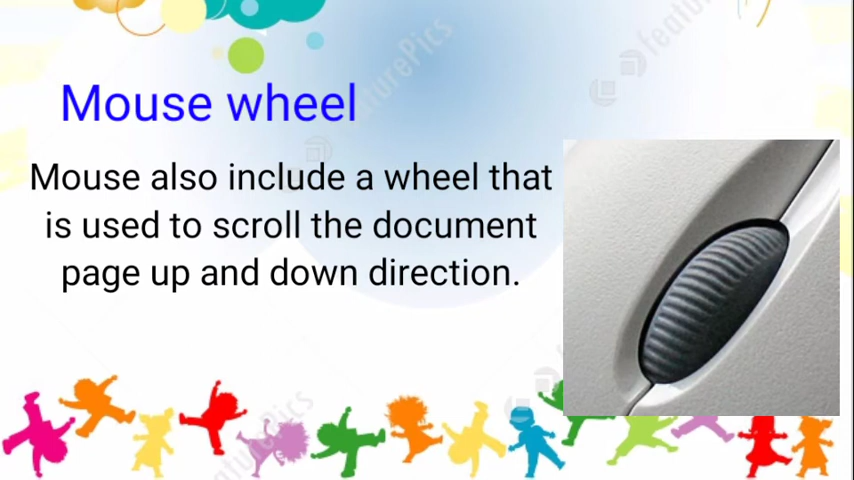 Mouse wheel
Mouse also include a wheel that
is used to scroll the document
page up and down direction.